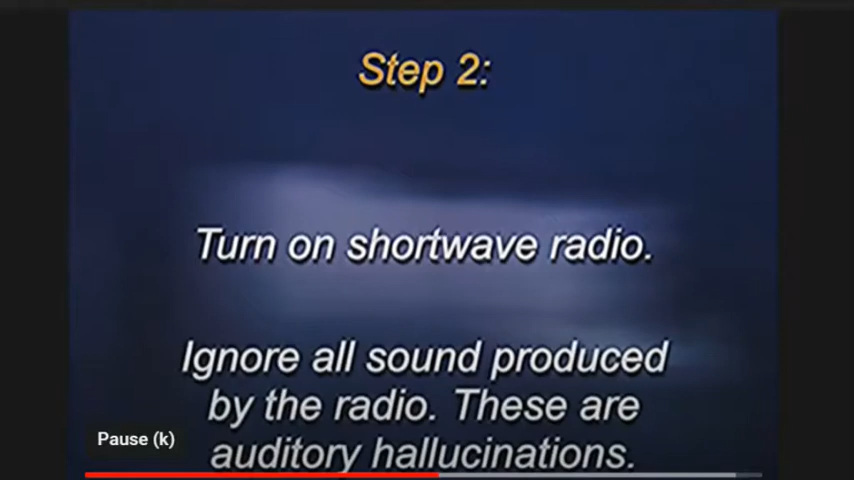 Step 2:
Turn on shortwave radio.
Ignore all sound produced
by the radio. These are
auditory hallucinations.
Pause (k)